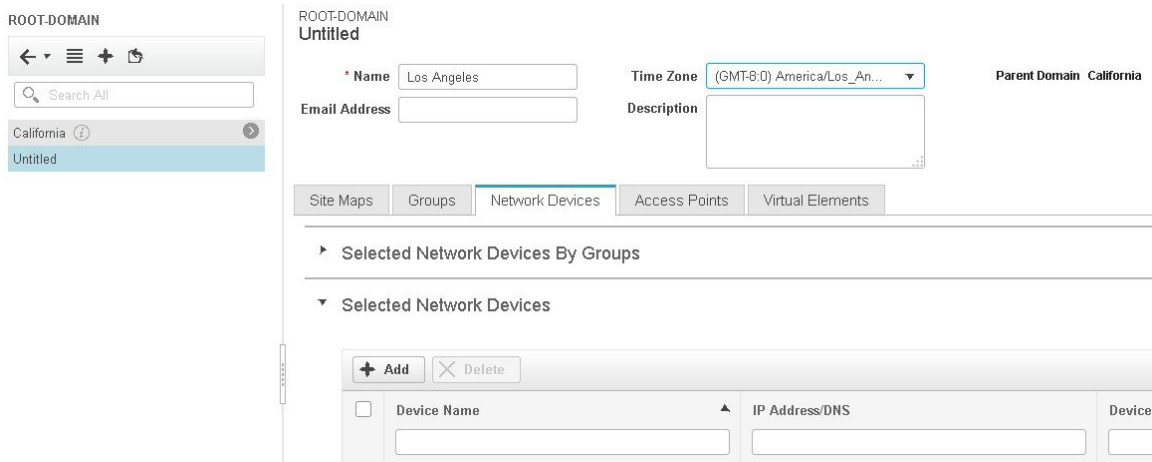 ROOT-DOMAIN
Search All
California
Untitled
ROOT-DOMAIN
Untitled
* Name Los Angeles Time Zone (GMT-8:0) America/Los_An... Parent Domain California
Email Address Description
Site Maps Groups Network Devices Access Points Virtual Elements
Selected Network Devices By Groups
Selected Network Devices
Add Delete
Device Name IP Address/DNS Device